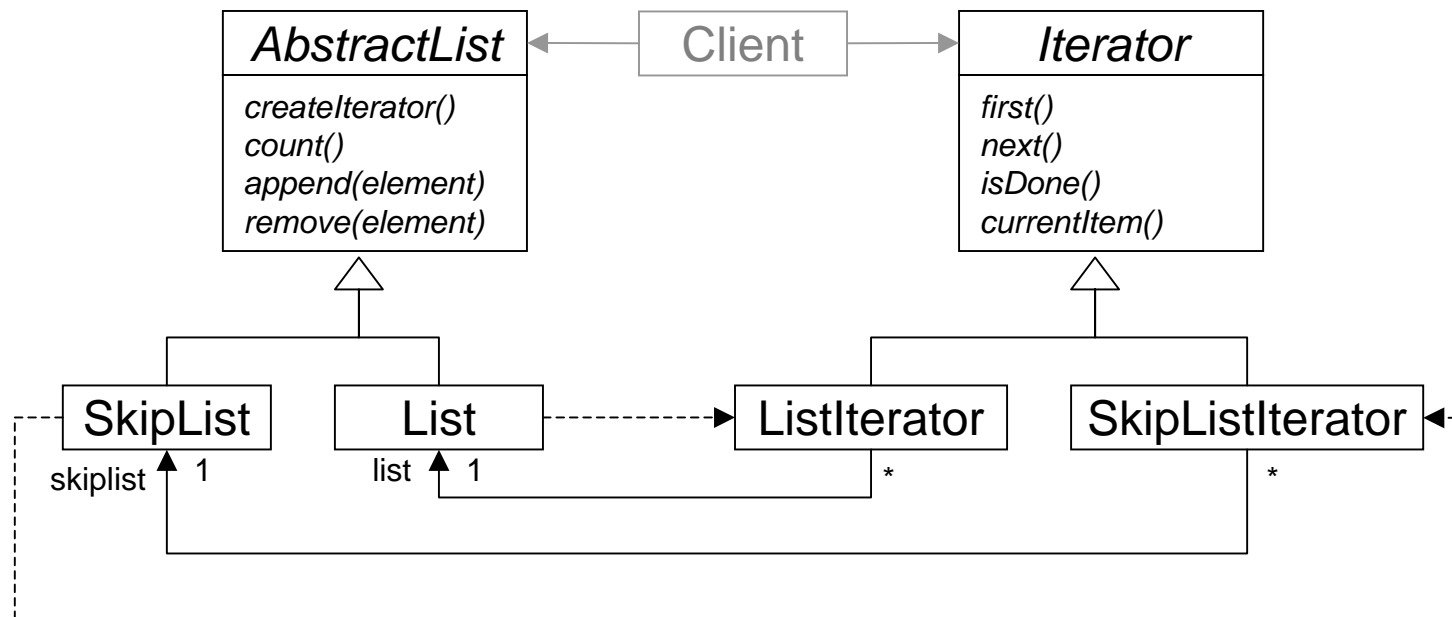 AbstractList
Client
Iterator
createIterator()
count()
append(element)
remove(element)
first()
next()
isDone()
currentItem()
SkipList
List
ListIterator
SkipListIterator
skiplist
1
list
1
*
*